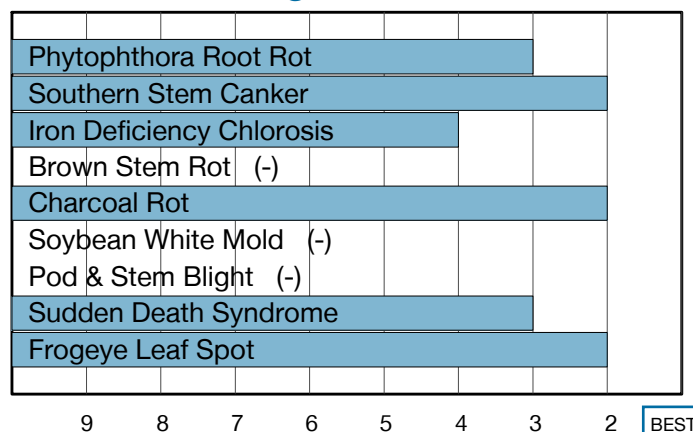 Phytophthora Root Rot
Southern Stem Canker
Iron Deficiency Chlorosis
Brown Stem Rot (-)
Charcoal Rot
Soybean White Mold (-)
Pod & Stem Blight (-)
Sudden Death Syndrome
Frogeye Leaf Spot
9 8 7 6 5 4 3 2 BEST